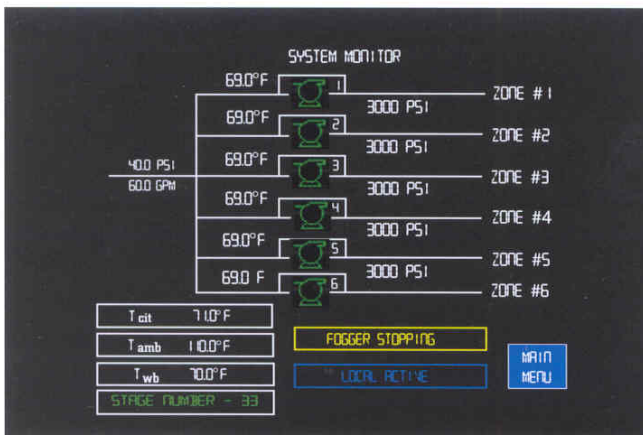 SYSTEM MONITOR
69.0°F 1 ZONE #1
3000 PSI
69.0°F 2 ZONE #2
3000 PSI
69.0°F 3 ZONE #3
40.0 PSI
60.0 GPM
3000 PSI
69.0°F 4 ZONE #4
3000 PSI
69.0°F 5 ZONE #5
3000 PSI
69.0 F 6 ZONE #6
T cit 71.0°F
T amb 110.0°F
T wb 70.0°F
STAGE NUMBER - 33
FOGGER STOPPING
LOCAL ACTIVE
MAIN
MENU